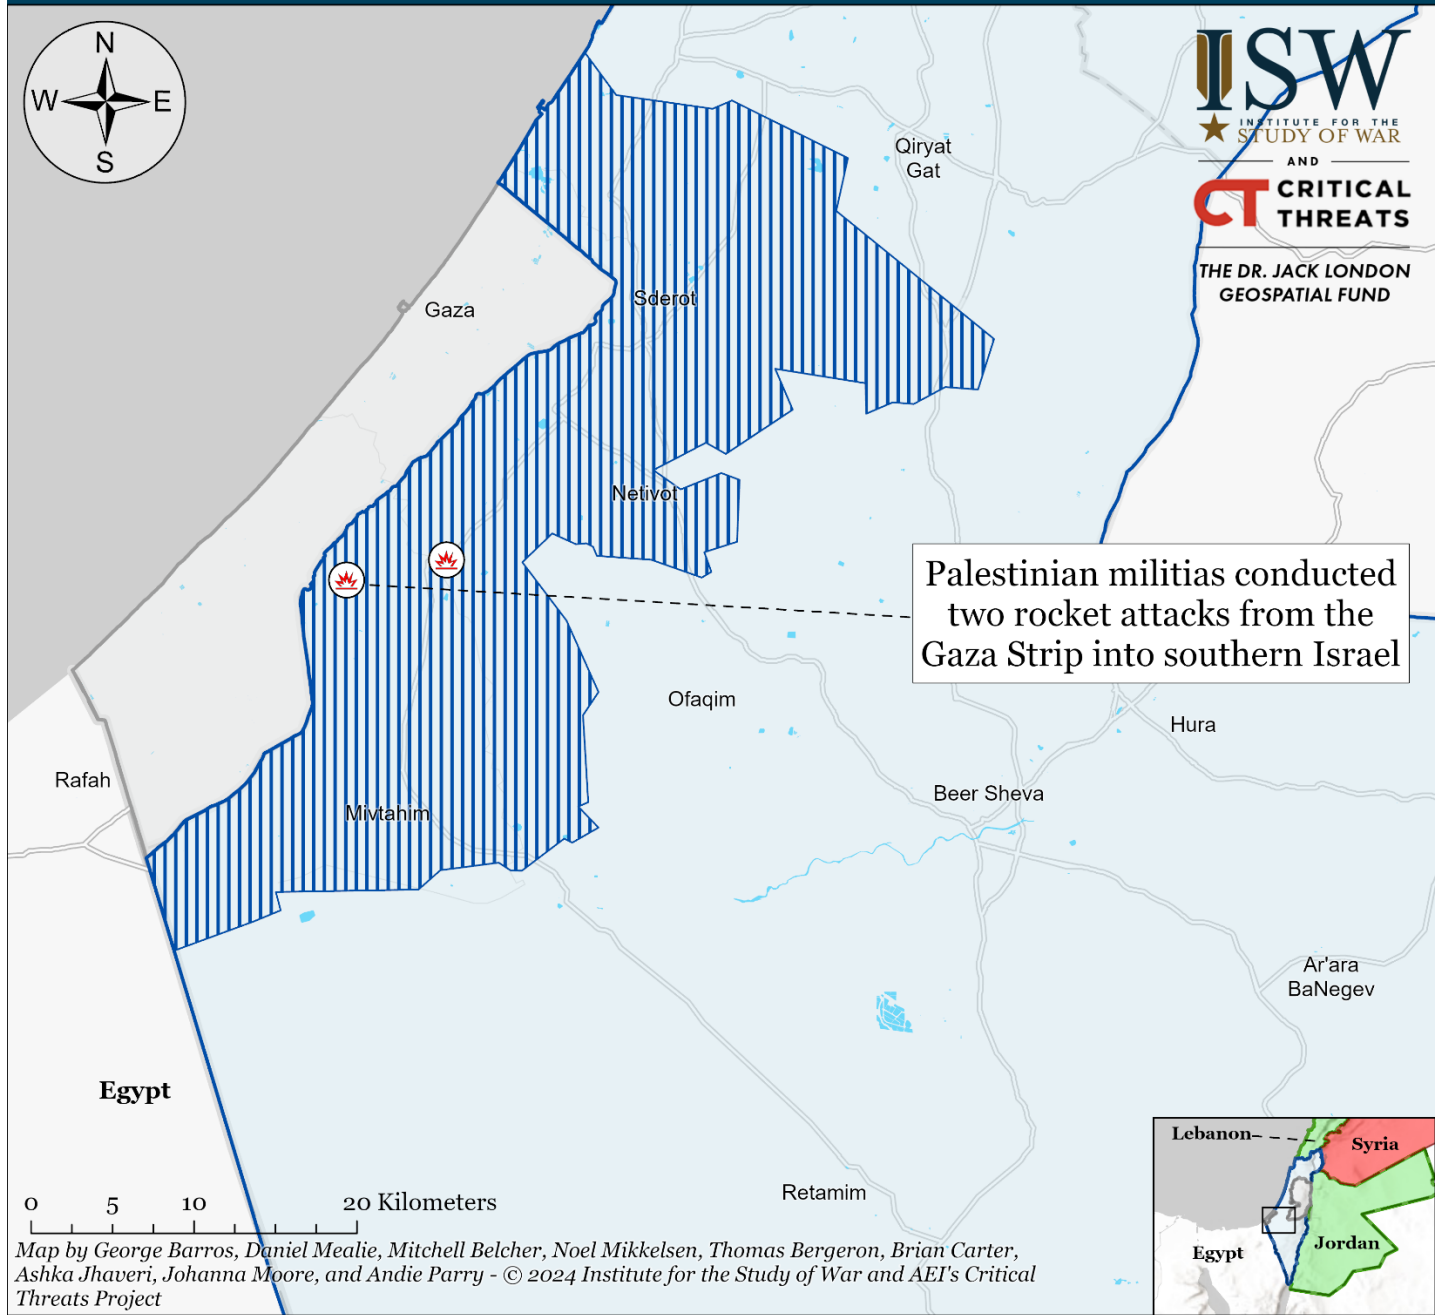 N
W
E
S
ISW
INSTITUTE FOR THE
STUDY OF WAR
AND
CT CRITICAL
THREATS
THE DR. JACK LONDON
GEOSPATIAL FUND
Qiryat
Gat
Sderot
Gaza
Netivot
Palestinian militias conducted
two rocket attacks from the
Gaza Strip into southern Israel
Ofaqim
Hura
Rafah
Beer Sheva
Mivtahim
Ar'ara
BaNegev
Egypt
Retamim
Lebanon
Syria
Jordan
Egypt
0 5 10 20 Kilometers
Map by George Barros, Daniel Mealie, Mitchell Belcher, Noel Mikkelsen, Thomas Bergeron, Brian Carter,
Ashka Jhaveri, Johanna Moore, and Andie Parry - © 2024 Institute for the Study of War and AEI's Critical
Threats Project